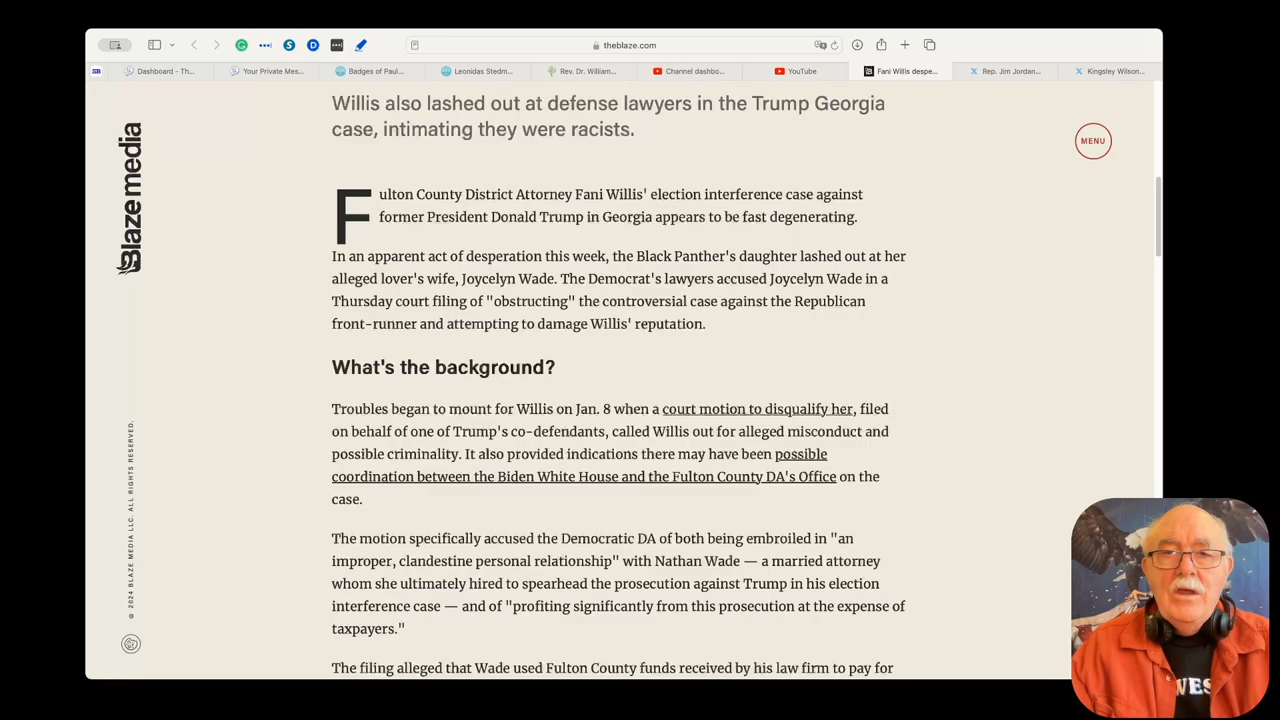 theblaze.com
SB
Dashboard - Th...
Your Private Mes...
Badges of Paul...
Leonidas Stedm...
Rev. Dr. William...
Channel dashbo...
YouTube
Fani Willis despe...
Rep. Jim Jordan...
Kingsley Wilson...
Willis also lashed out at defense lawyers in the Trump Georgia
case, intimating they were racists.
MENU
Blaze media
Fulton County District Attorney Fani Willis' election interference case against
former President Donald Trump in Georgia appears to be fast degenerating.
In an apparent act of desperation this week, the Black Panther's daughter lashed out at her
alleged lover's wife, Joycelyn Wade. The Democrat's lawyers accused Joycelyn Wade in a
Thursday court filing of "obstructing" the controversial case against the Republican
front-runner and attempting to damage Willis' reputation.
What's the background?
Troubles began to mount for Willis on Jan. 8 when a court motion to disqualify her, filed
on behalf of one of Trump's co-defendants, called Willis out for alleged misconduct and
possible criminality. It also provided indications there may have been possible
coordination between the Biden White House and the Fulton County DA's Office on the
case.
The motion specifically accused the Democratic DA of both being embroiled in "an
improper, clandestine personal relationship" with Nathan Wade — a married attorney
whom she ultimately hired to spearhead the prosecution against Trump in his election
interference case — and of "profiting significantly from this prosecution at the expense of
taxpayers."
The filing alleged that Wade used Fulton County funds received by his law firm to pay for
© 2024 BLAZE MEDIA LLC. ALL RIGHTS RESERVED.